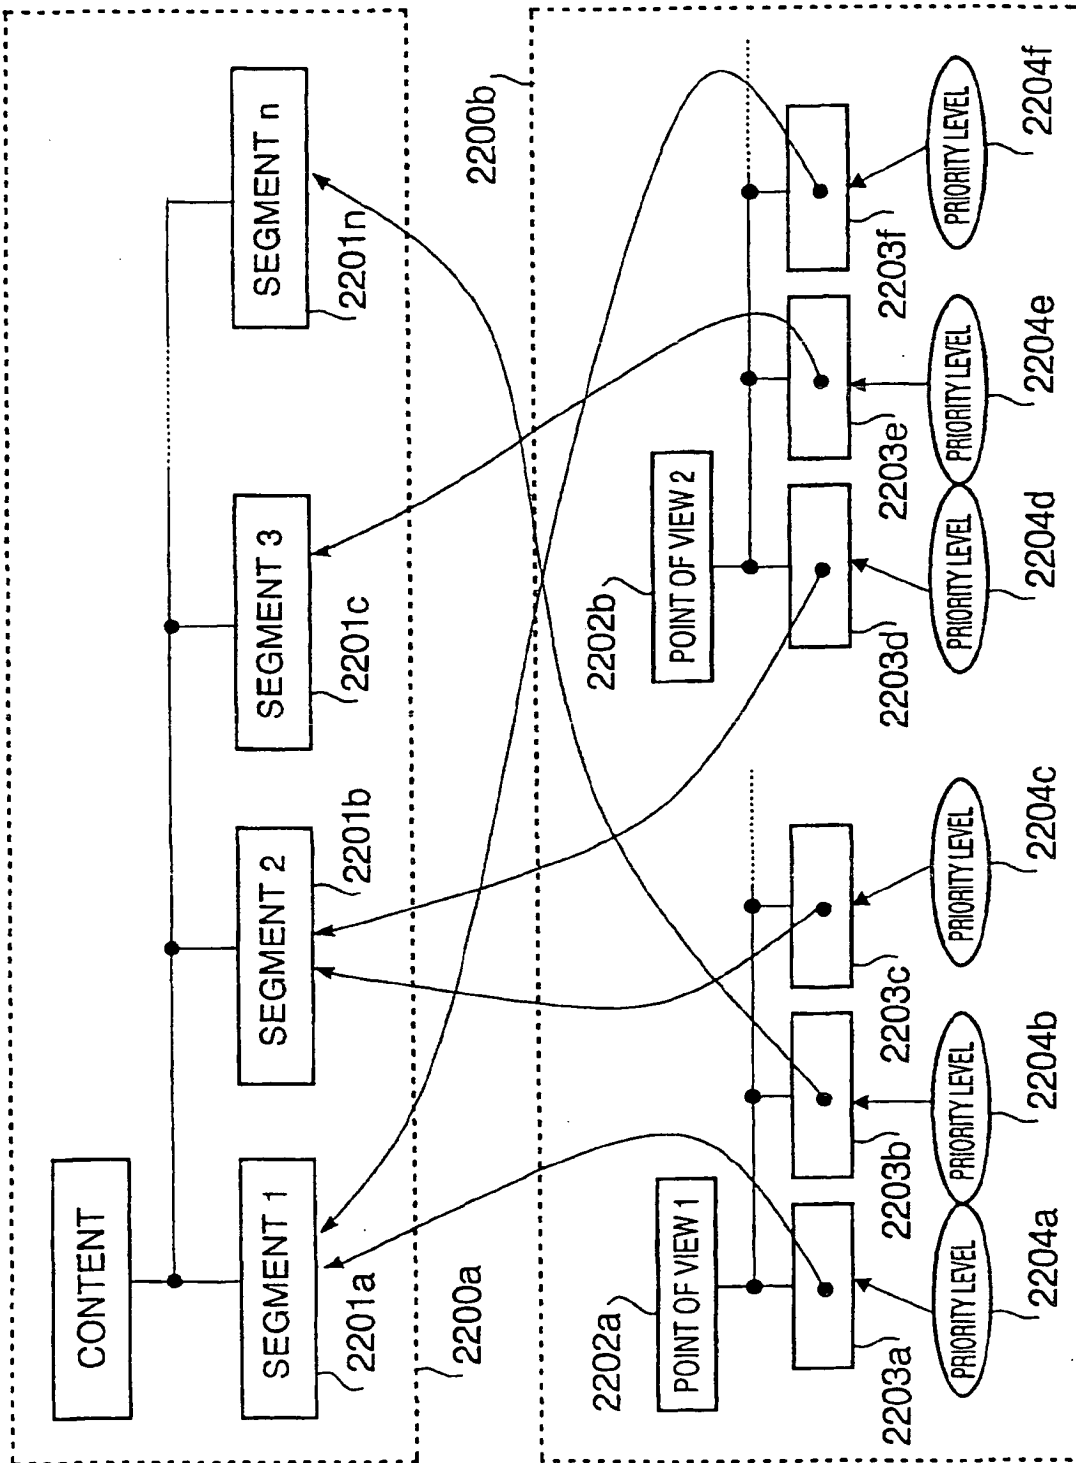 CONTENT
SEGMENT 1
SEGMENT 2
SEGMENT 3
SEGMENT n
2201a
2201b
2201c
2201n
2200a
2200b
2202a
POINT OF VIEW 1
2202b
POINT OF VIEW 2
2203a
2203b
2203c
2203d
2203e
2203f
PRIORITY LEVEL
PRIORITY LEVEL
PRIORITY LEVEL
PRIORITY LEVEL
PRIORITY LEVEL
PRIORITY LEVEL
2204a
2204b
2204c
2204d
2204e
2204f